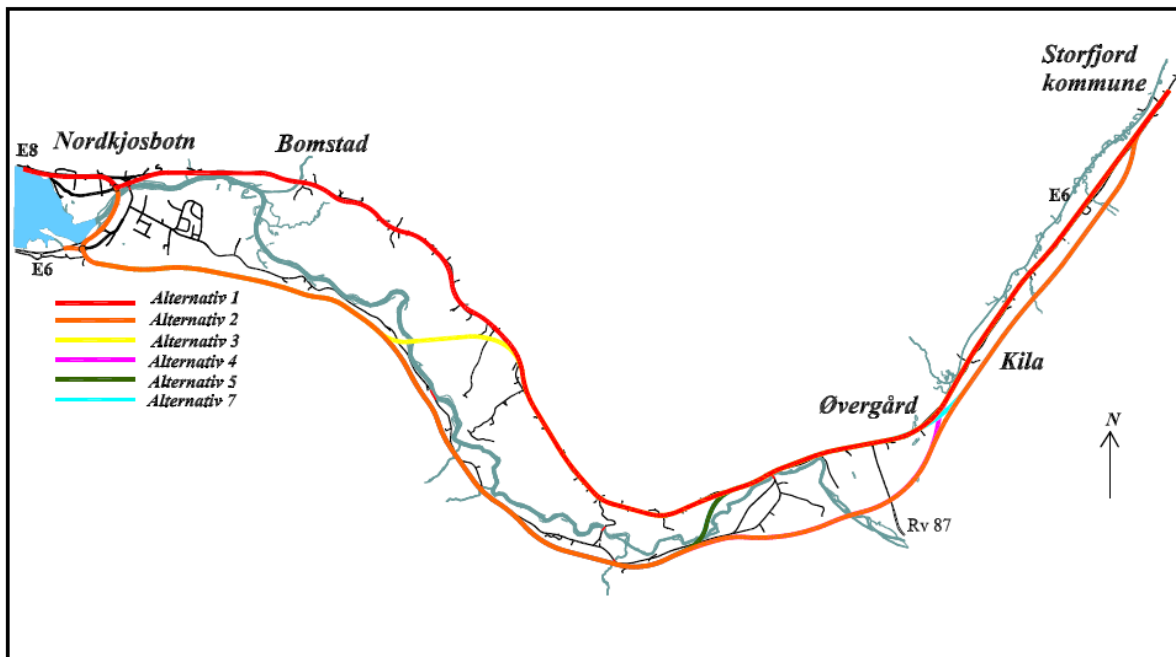 Storfjord
kommune
Nordkjosbotn
Bomstad
E8
E6
E6
Alternativ 1
Alternativ 2
Alternativ 3
Alternativ 4
Alternativ 5
Alternativ 7
Kila
Øvergård
N
Rv 87